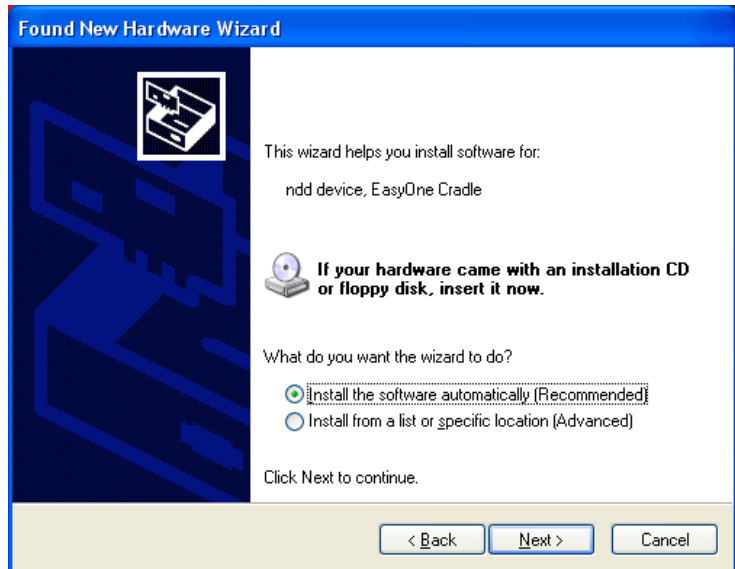 Found New Hardware Wizard
This wizard helps you install software for:
ndd device, EasyOne Cradle
If your hardware came with an installation CD
or floppy disk, insert it now.
What do you want the wizard to do?
Install the software automatically (Recommended)
Install from a list or specific location (Advanced)
Click Next to continue.
< Back Next > Cancel